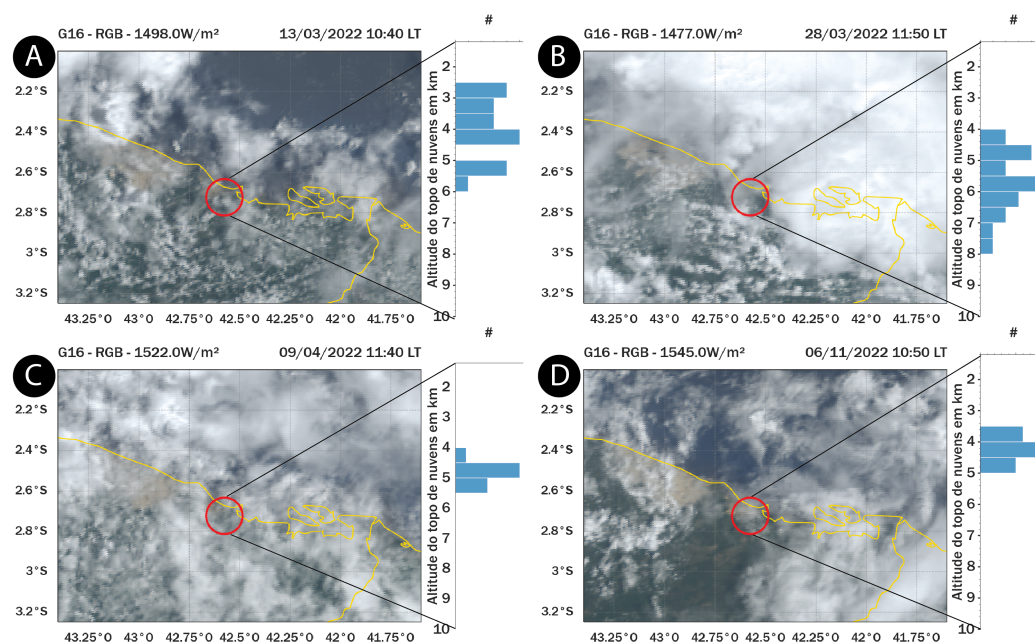 #
#
G16 - RGB - 1498.0W/m² 13/03/2022 10:40 LT
G16 - RGB - 1477.0W/m² 28/03/2022 11:50 LT
A
B
2.2°S
2.4°S
2.6°S
2.8°S
3°S
3.2°S
43.25°O 43°O 42.75°O 42.5°O 42.25°O 42°O 41.75°O
Altitude do topo de nuvens em km
2
3
4
5
6
7
8
9
10
2.2°S
2.4°S
2.6°S
2.8°S
3°S
3.2°S
43.25°O 43°O 42.75°O 42.5°O 42.25°O 42°O 41.75°O
Altitude do topo de nuvens em km
2
3
4
5
6
7
8
9
10
#
#
G16 - RGB - 1522.0W/m² 09/04/2022 11:40 LT
G16 - RGB - 1545.0W/m² 06/11/2022 10:50 LT
C
D
2.2°S
2.4°S
2.6°S
2.8°S
3°S
3.2°S
43.25°O 43°O 42.75°O 42.5°O 42.25°O 42°O 41.75°O
Altitude do topo de nuvens em km
2
3
4
5
6
7
8
9
10
2.2°S
2.4°S
2.6°S
2.8°S
3°S
3.2°S
43.25°O 43°O 42.75°O 42.5°O 42.25°O 42°O 41.75°O
Altitude do topo de nuvens em km
2
3
4
5
6
7
8
9
10